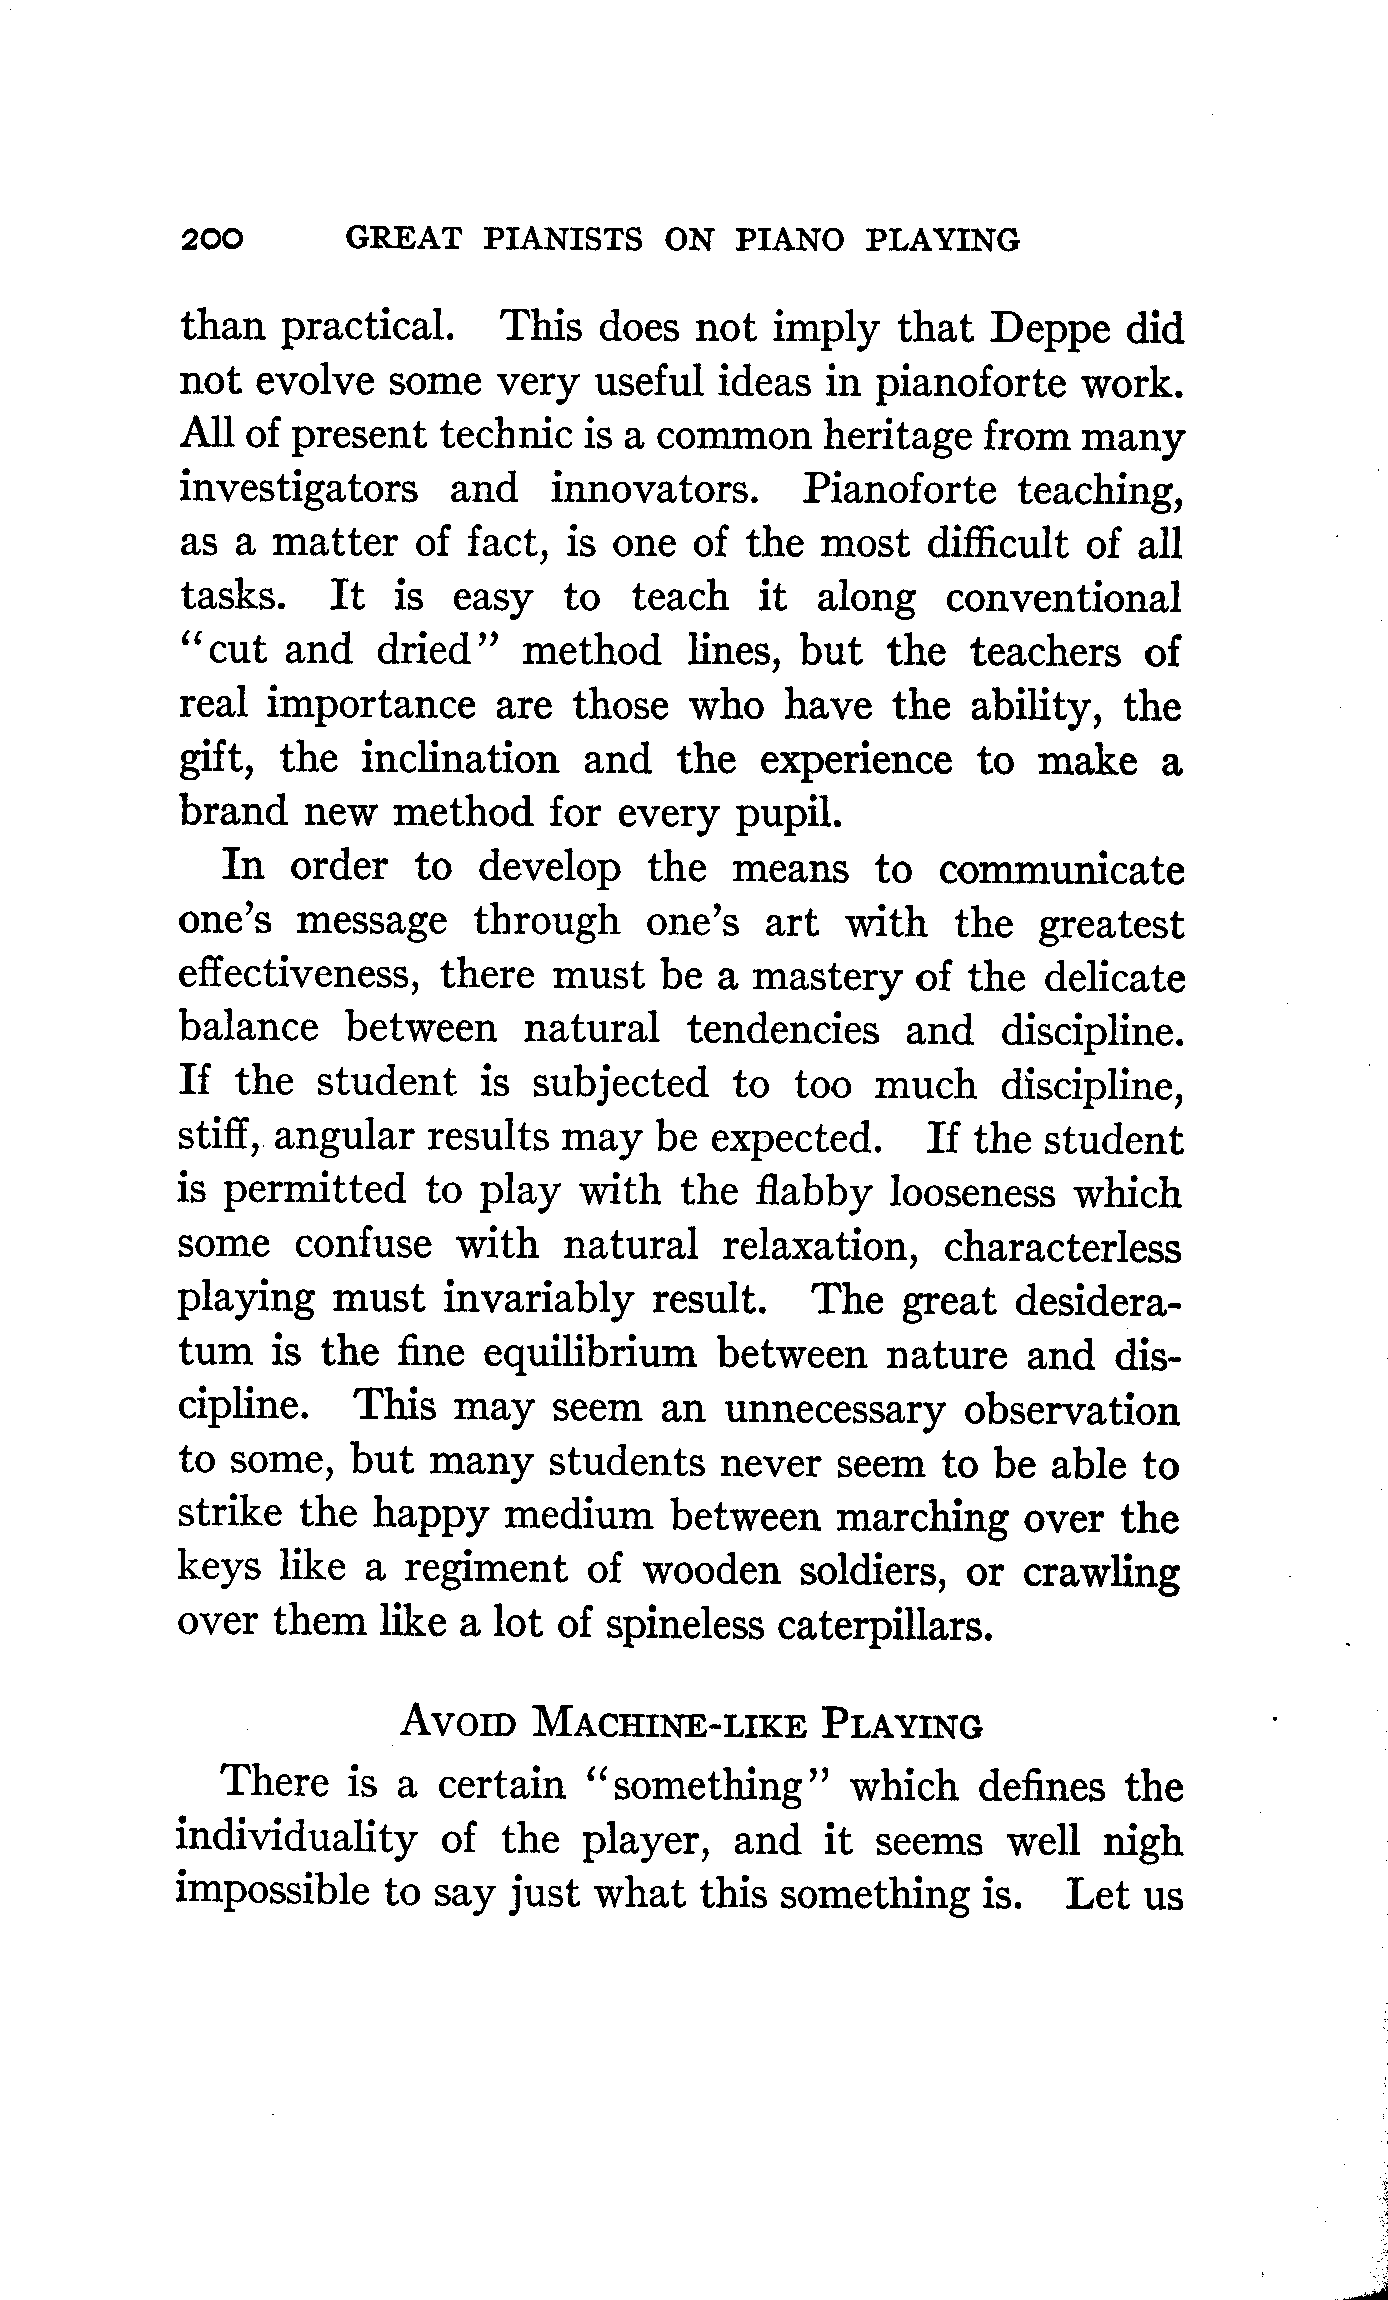 200 GREAT PIANISTS ON PIANO PLAYING
than practical. This does not imply that Deppe did
not evolve some very useful ideas in pianoforte work.
All of present technic is a common heritage from many
investigators and innovators. Pianoforte teaching,
as a matter of fact, is one of the most difficult of all
tasks. It is easy to teach it along conventional
"cut and dried" method lines, but the teachers of
real importance are those who have the ability, the
gift, the inclination and the experience to make a
brand new method for every pupil.
In order to develop the means to communicate
one's message through one's art with the greatest
effectiveness, there must be a mastery of the delicate
balance between natural tendencies and discipline.
If the student is subjected to too much discipline,
stiff, angular results may be expected. If the student
is permitted to play with the flabby looseness which
some confuse with natural relaxation, characterless
playing must invariably result. The great desidera-
tum is the fine equilibrium between nature and dis-
cipline. This may seem an unnecessary observation
to some, but many students never seem to be able to
strike the happy medium between marching over the
keys like a regiment of wooden soldiers, or crawling
over them like a lot of spineless caterpillars.
AVOID MACHINE-LIKE PLAYING
There is a certain "something" which defines the
individuality of the player, and it seems well nigh
impossible to say just what this something is. Let us